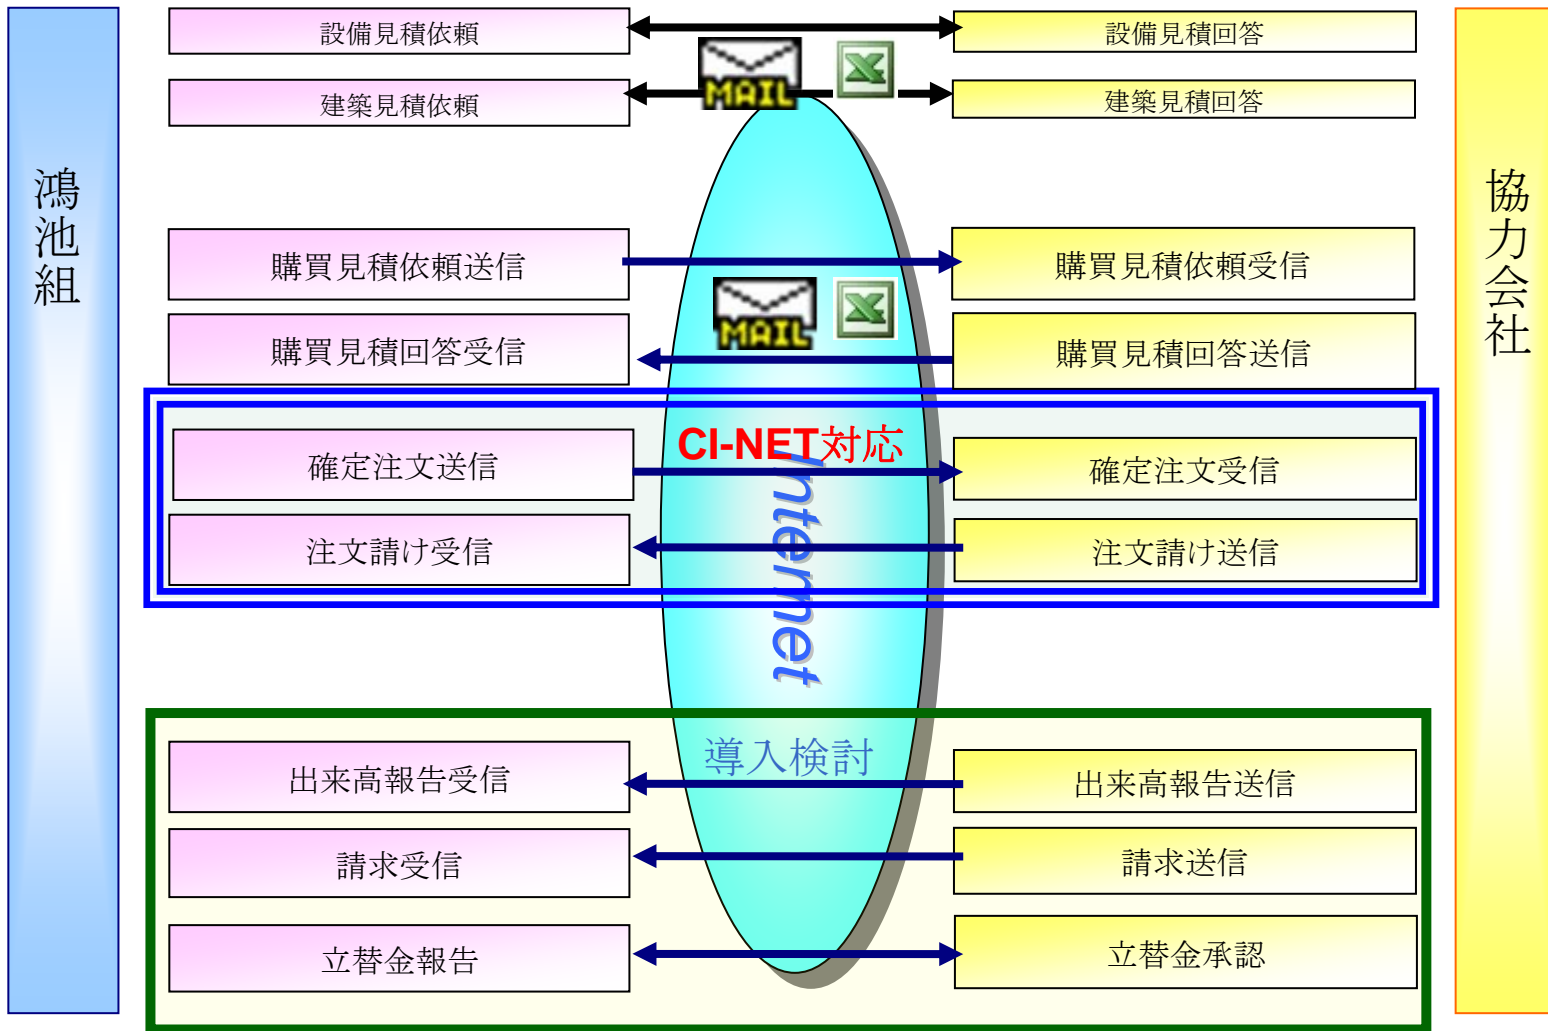 鴻池組
協力会社
設備見積依頼
設備見積回答
MAIL
建築見積依頼
建築見積回答
購買見積依頼送信
購買見積依頼受信
MAIL
購買見積回答受信
購買見積回答送信
CI-NET対応
確定注文送信
確定注文受信
Internet
注文請け受信
注文請け送信
導入検討
出来高報告受信
出来高報告送信
請求受信
請求送信
立替金報告
立替金承認